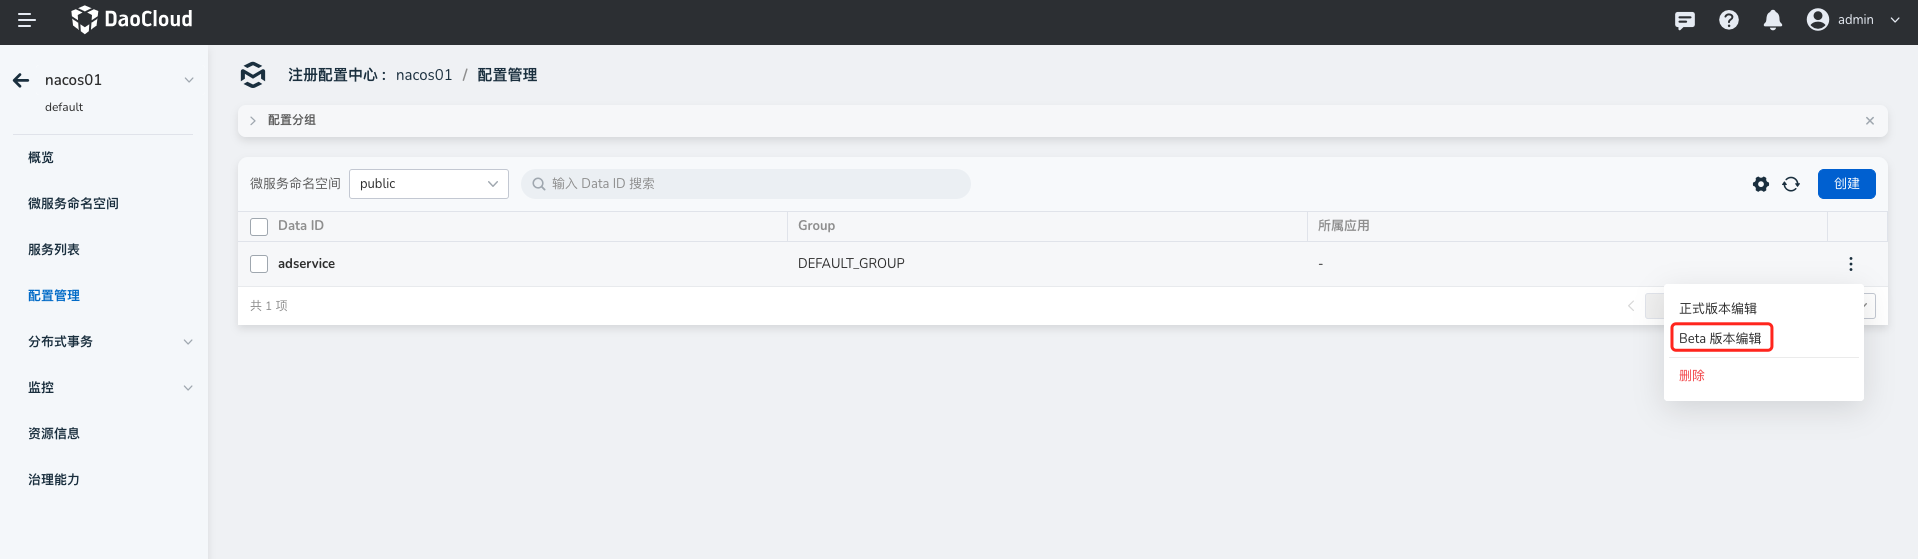 DaoCloud
admin
nacos01
default
概览
微服务命名空间
服务列表
配置管理
分布式事务
监控
资源信息
治理能力
注册配置中心： nacos01 / 配置管理
配置分组
微服务命名空间 public 输入 Data ID 搜索 创建
Data ID Group 所属应用
adservice DEFAULT_GROUP -
共 1 项
正式版本编辑
Beta 版本编辑
删除